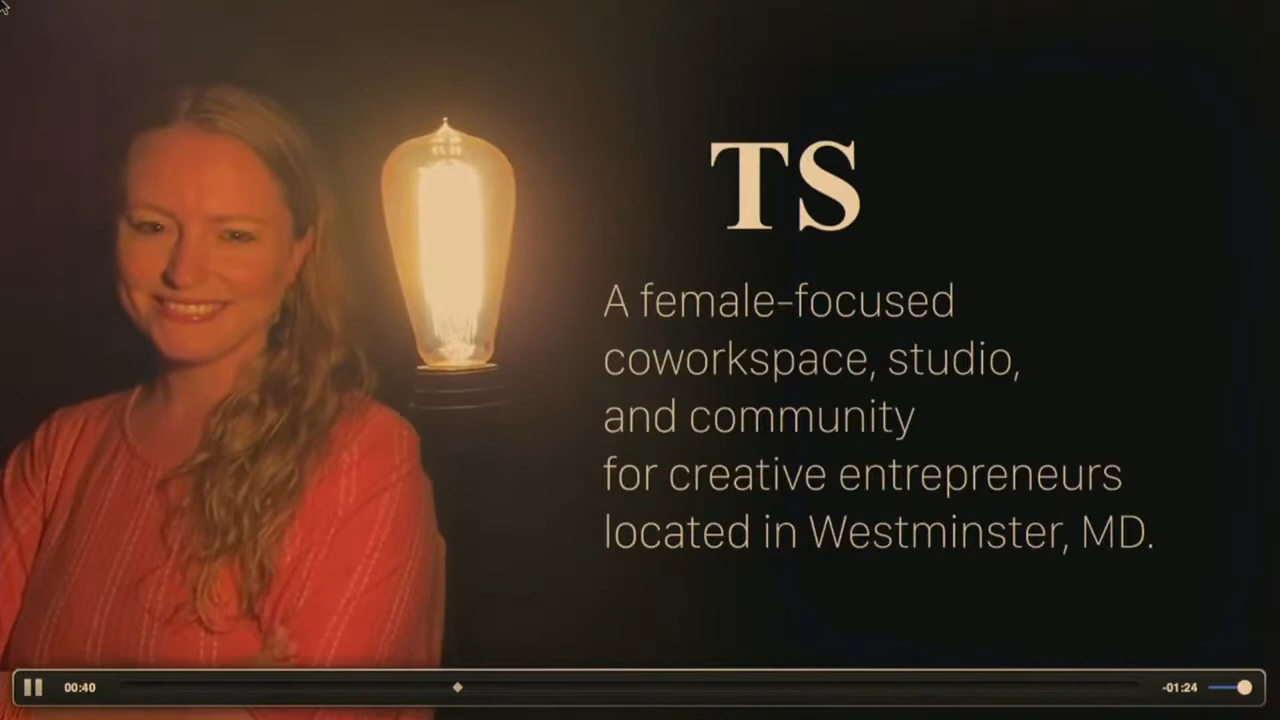 TS
A female-focused
coworkspace, studio,
and community
for creative entrepreneurs
located in Westminster, MD.
00:40
-01:24